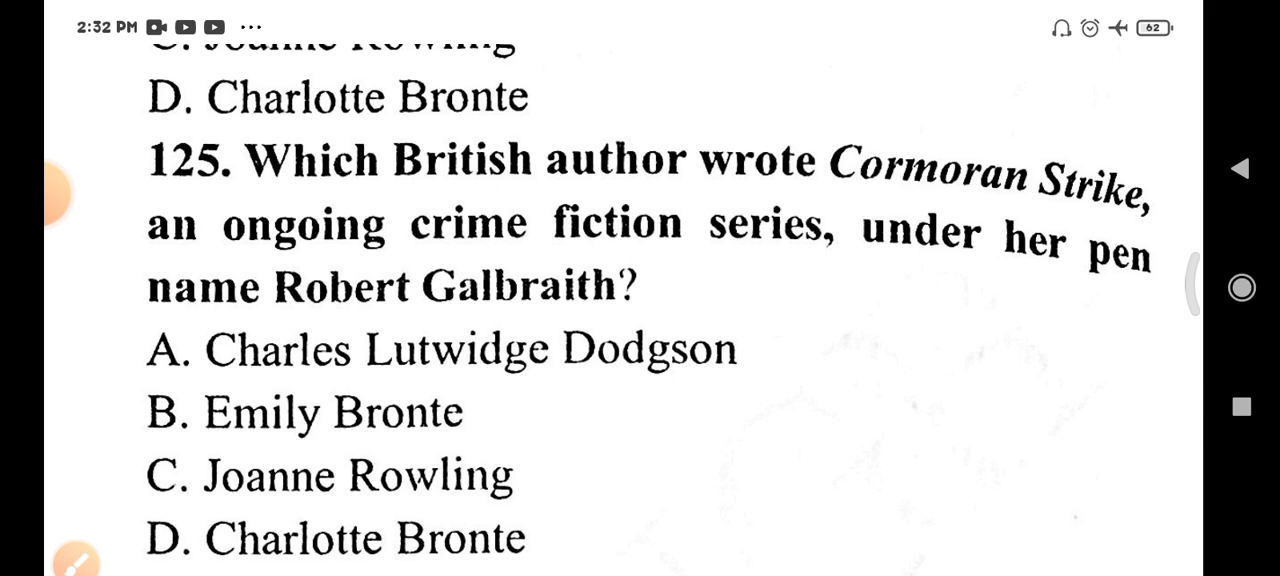 2:32 PM
62
D. Charlotte Bronte
125. Which British author wrote Cormoran Strike,
an ongoing crime fiction series, under her pen
name Robert Galbraith?
A. Charles Lutwidge Dodgson
B. Emily Bronte
C. Joanne Rowling
D. Charlotte Bronte